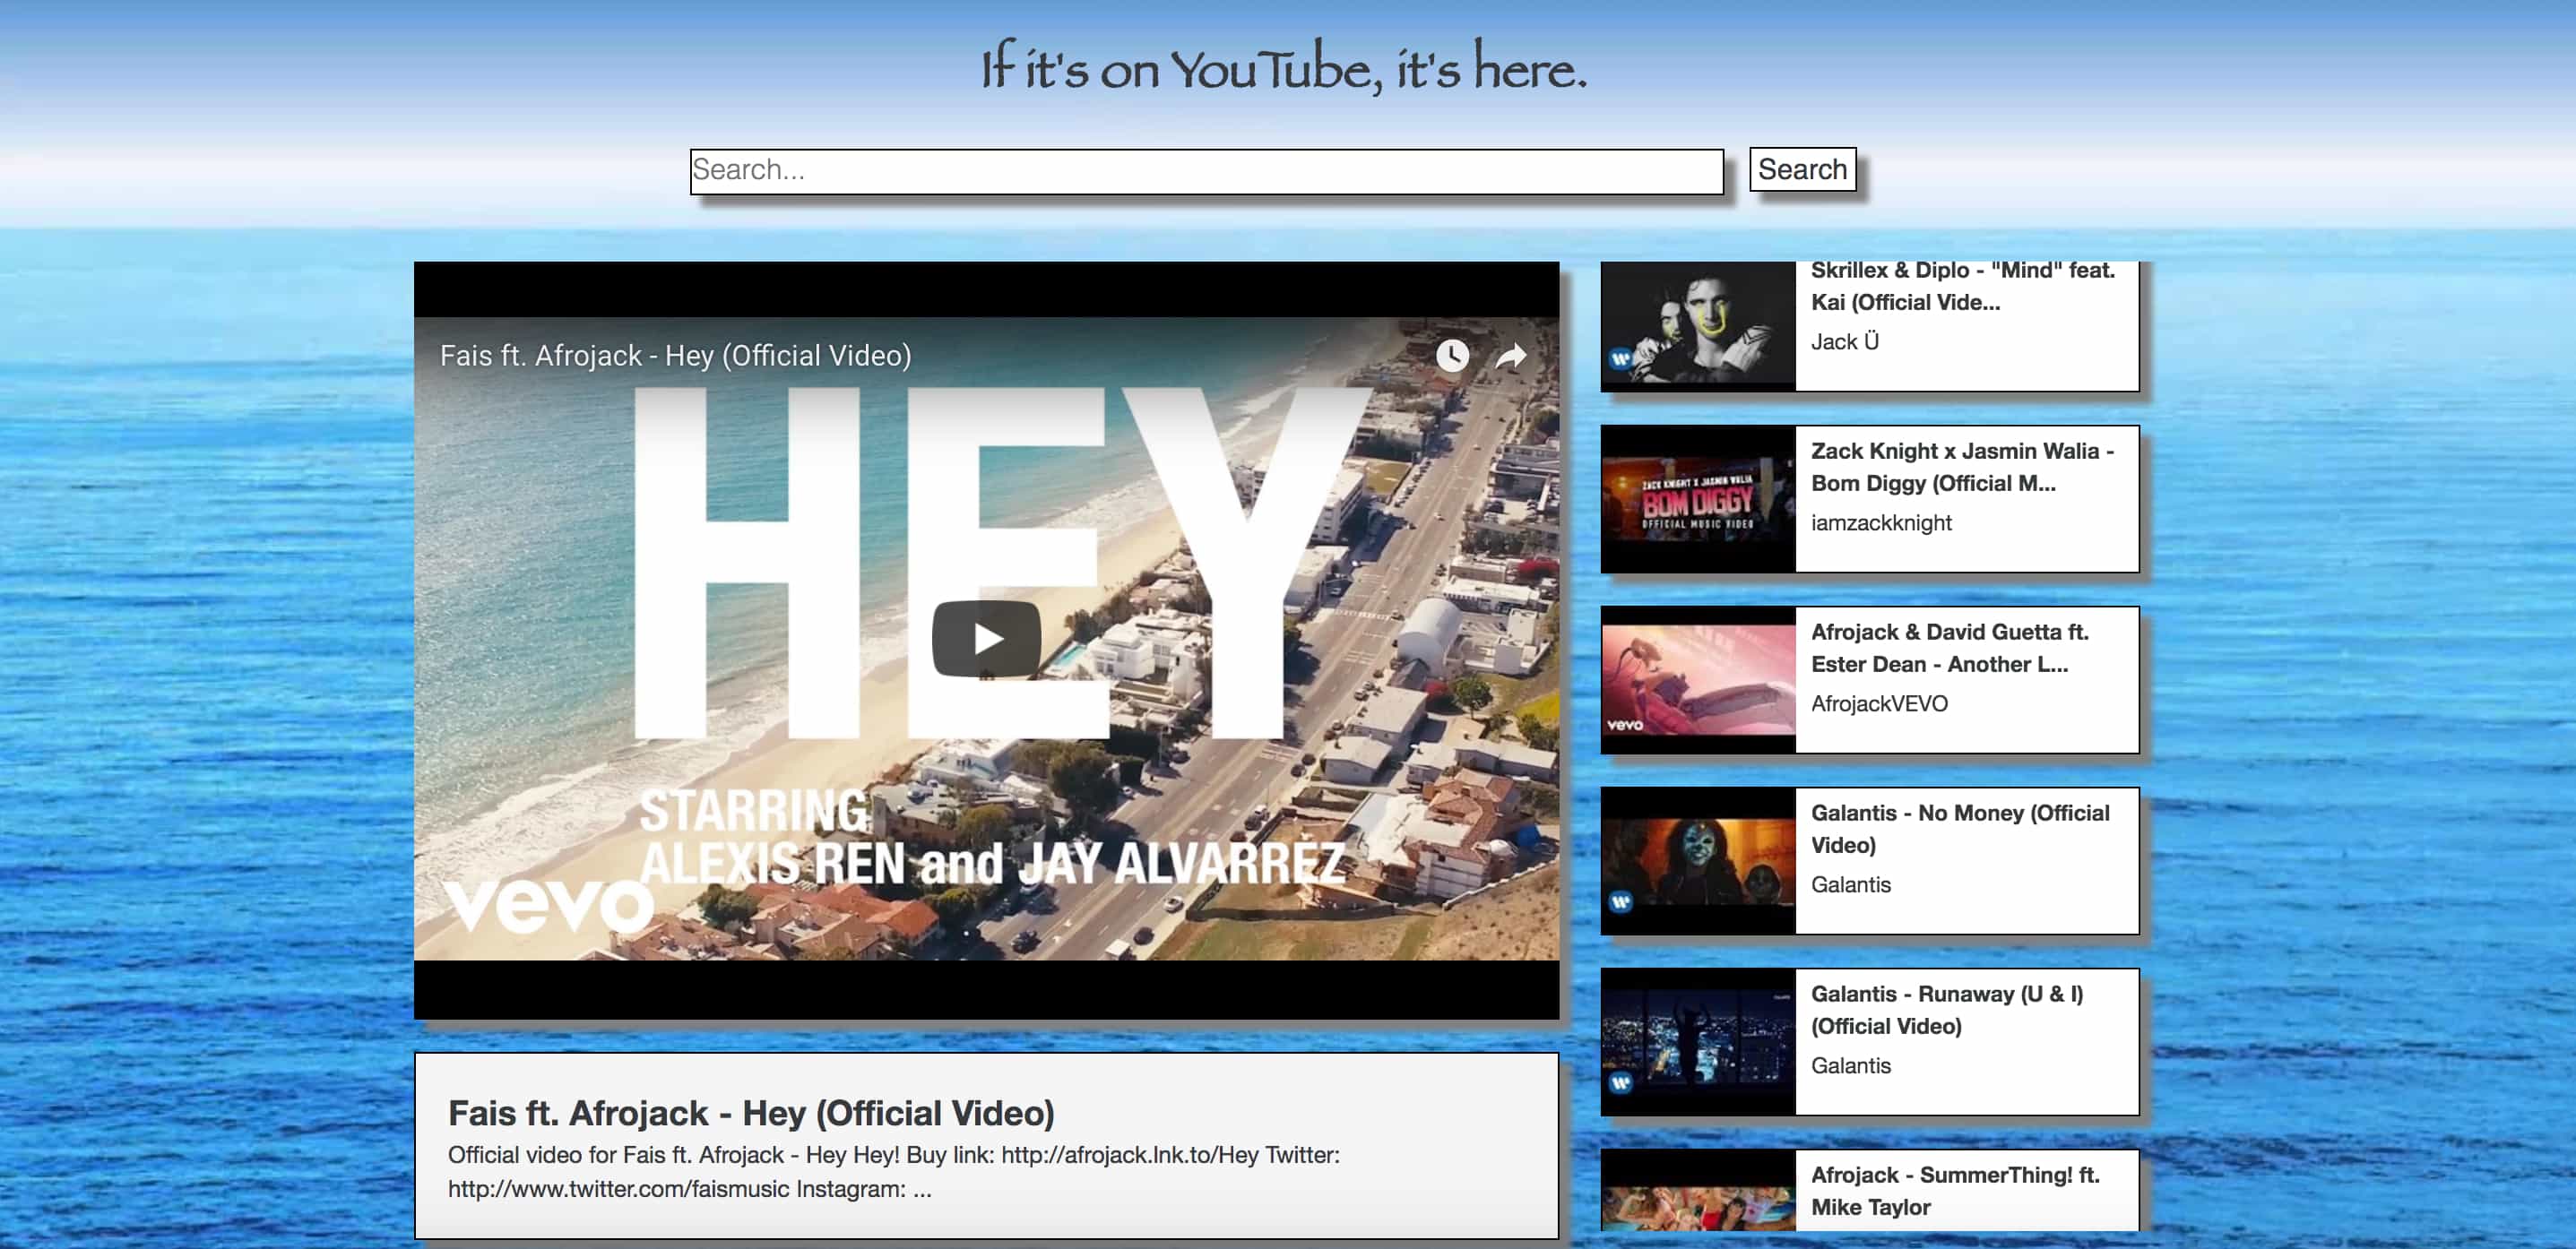 If it's on YouTube, it's here.
Search...
Search
Fais ft. Afrojack - Hey (Official Video)
HEY
STARRING
ALEXIS REN and JAY ALVARREZ
vevo
Fais ft. Afrojack - Hey (Official Video)
Official video for Fais ft. Afrojack - Hey Hey! Buy link: http://afrojack.lnk.to/Hey Twitter:
http://www.twitter.com/faismusic Instagram: ...
Skrillex & Diplo - "Mind" feat.
Kai (Official Vide...
Jack Ü
ZACK KNIGHT X JASMIN WALIA
BOM DIGGY
OFFICIAL MUSIC VIDEO
Zack Knight x Jasmin Walia -
Bom Diggy (Official M...
iamzackknight
vevo
Afrojack & David Guetta ft.
Ester Dean - Another L...
AfrojackVEVO
Galantis - No Money (Official
Video)
Galantis
Galantis - Runaway (U & I)
(Official Video)
Galantis
Afrojack - SummerThing! ft.
Mike Taylor